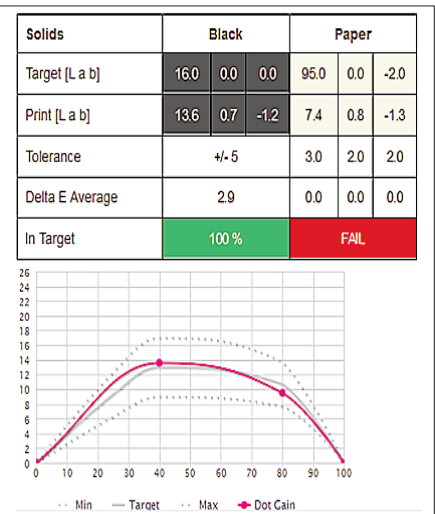 Solids Black Paper
Target [L a b] 16.0 0.0 0.0 95.0 0.0 -2.0
Print [L a b] 13.6 0.7 -1.2 7.4 0.8 -1.3
Tolerance +/- 5 3.0 2.0 2.0
Delta E Average 2.9 0.0 0.0 0.0
In Target 100 % FAIL
26
24
22
20
18
16
14
12
10
8
6
4
2
0
0 10 20 30 40 50 60 70 80 90 100
Min Target Max Dot Gain